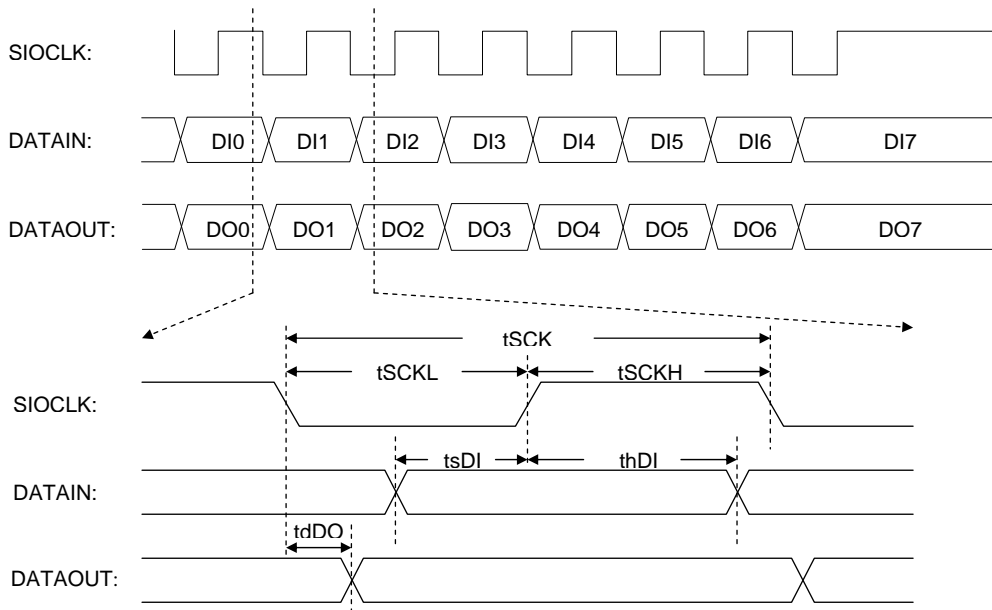 SIOCLK:
DATAIN: DI0 DI1 DI2 DI3 DI4 DI5 DI6 DI7
DATAOUT: DO0 DO1 DO2 DO3 DO4 DO5 DO6 DO7
tSCK
tSCKL tSCKH
SIOCLK:
tsDI thDI
DATAIN:
tdDO
DATAOUT: